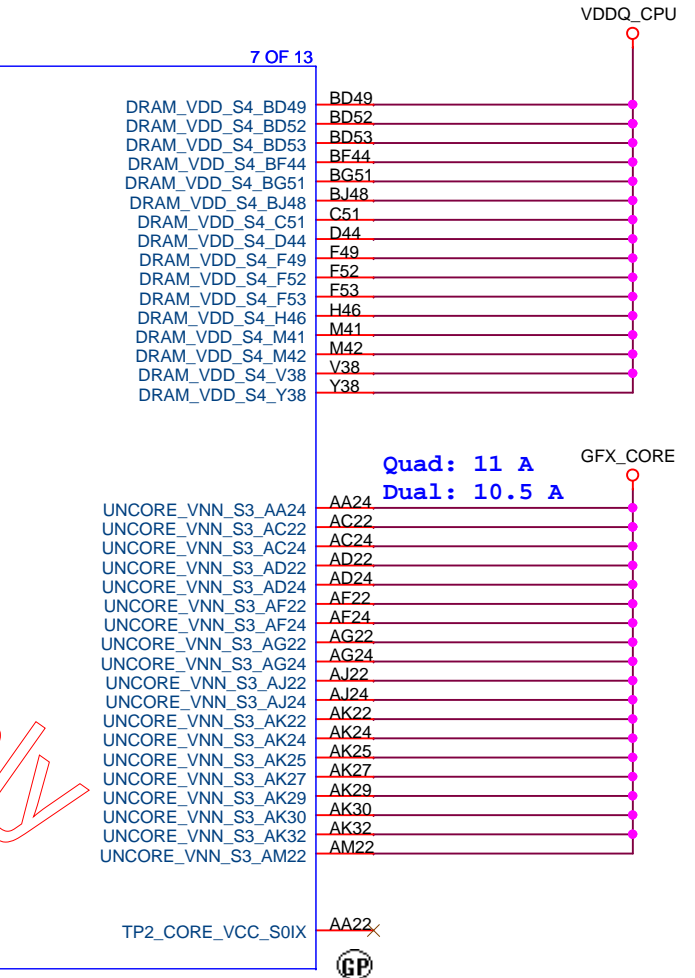 VDDQ_CPU
7 OF 13
DRAM_VDD_S4_BD49 BD49
DRAM_VDD_S4_BD52 BD52
DRAM_VDD_S4_BD53 BD53
DRAM_VDD_S4_BF44 BF44
DRAM_VDD_S4_BG51 BG51
DRAM_VDD_S4_BJ48 BJ48
DRAM_VDD_S4_C51 C51
DRAM_VDD_S4_D44 D44
DRAM_VDD_S4_F49 F49
DRAM_VDD_S4_F52 F52
DRAM_VDD_S4_F53 F53
DRAM_VDD_S4_H46 H46
DRAM_VDD_S4_M41 M41
DRAM_VDD_S4_M42 M42
DRAM_VDD_S4_V38 V38
DRAM_VDD_S4_Y38 Y38
GFX_CORE
Quad: 11 A
Dual: 10.5 A
UNCORE_VNN_S3_AA24 AA24
UNCORE_VNN_S3_AC22 AC22
UNCORE_VNN_S3_AC24 AC24
UNCORE_VNN_S3_AD22 AD22
UNCORE_VNN_S3_AD24 AD24
UNCORE_VNN_S3_AF22 AF22
UNCORE_VNN_S3_AF24 AF24
UNCORE_VNN_S3_AG22 AG22
UNCORE_VNN_S3_AG24 AG24
UNCORE_VNN_S3_AJ22 AJ22
UNCORE_VNN_S3_AJ24 AJ24
UNCORE_VNN_S3_AK22 AK22
UNCORE_VNN_S3_AK24 AK24
UNCORE_VNN_S3_AK25 AK25
UNCORE_VNN_S3_AK27 AK27
UNCORE_VNN_S3_AK29 AK29
UNCORE_VNN_S3_AK30 AK30
UNCORE_VNN_S3_AK32 AK32
UNCORE_VNN_S3_AM22 AM22
TP2_CORE_VCC_S0IX AA22
GP